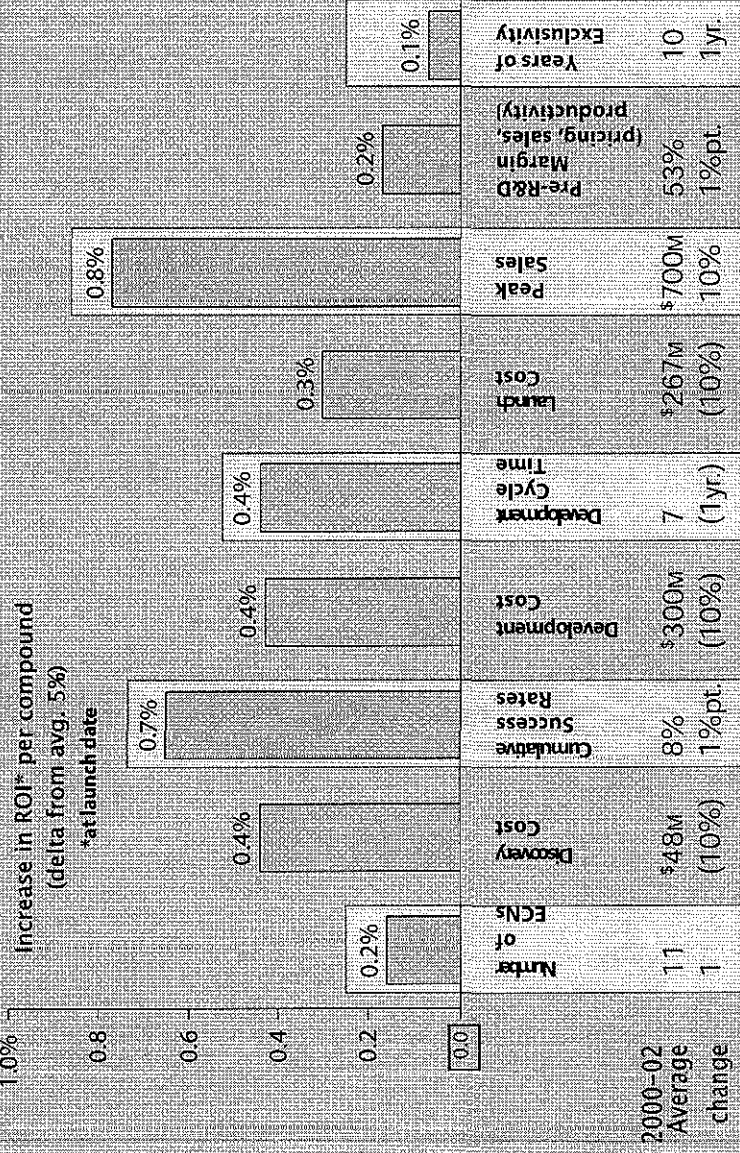 Increase in ROI* per compound
(delta from avg. 5%)
*at launch date
1.0%
0.8
0.6
0.4
0.2
0.0
0.2%
0.4%
0.7%
0.4%
0.4%
0.3%
0.8%
0.2%
0.1%
Number
of
ECNs
Discovery
Cost
Cumulative
Success
Rates
Development
Cost
Development
Cycle
Time
Launch
Cost
Peak
Sales
Pre-R&D
Margin
(pricing, sales,
productivity)
Years of
Exclusivity
2000–02
Average
11
$48M
8%
$300M
7
$267M
$700M
53%
10
change
1
(10%)
1%pt.
(10%)
(1yr.)
(10%)
10%
1%pt.
1yr.